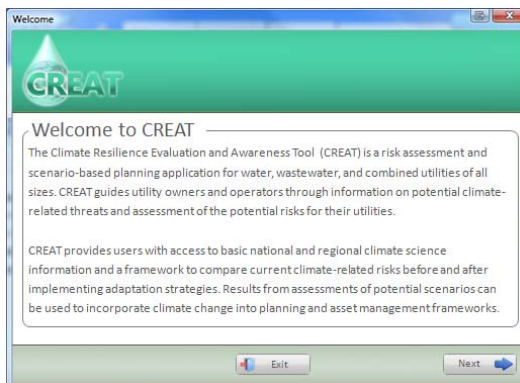 Welcome
CREAT
Welcome to CREAT
The Climate Resilience Evaluation and Awareness Tool (CREAT) is a risk assessment and
scenario-based planning application for water, wastewater, and combined utilities of all
sizes. CREAT guides utility owners and operators through information on potential climate-
related threats and assessment of the potential risks for their utilities.
CREAT provides users with access to basic national and regional climate science
information and a framework to compare current climate-related risks before and after
implementing adaptation strategies. Results from assessments of potential scenarios can
be used to incorporate climate change into planning and asset management frameworks.
Exit
Next